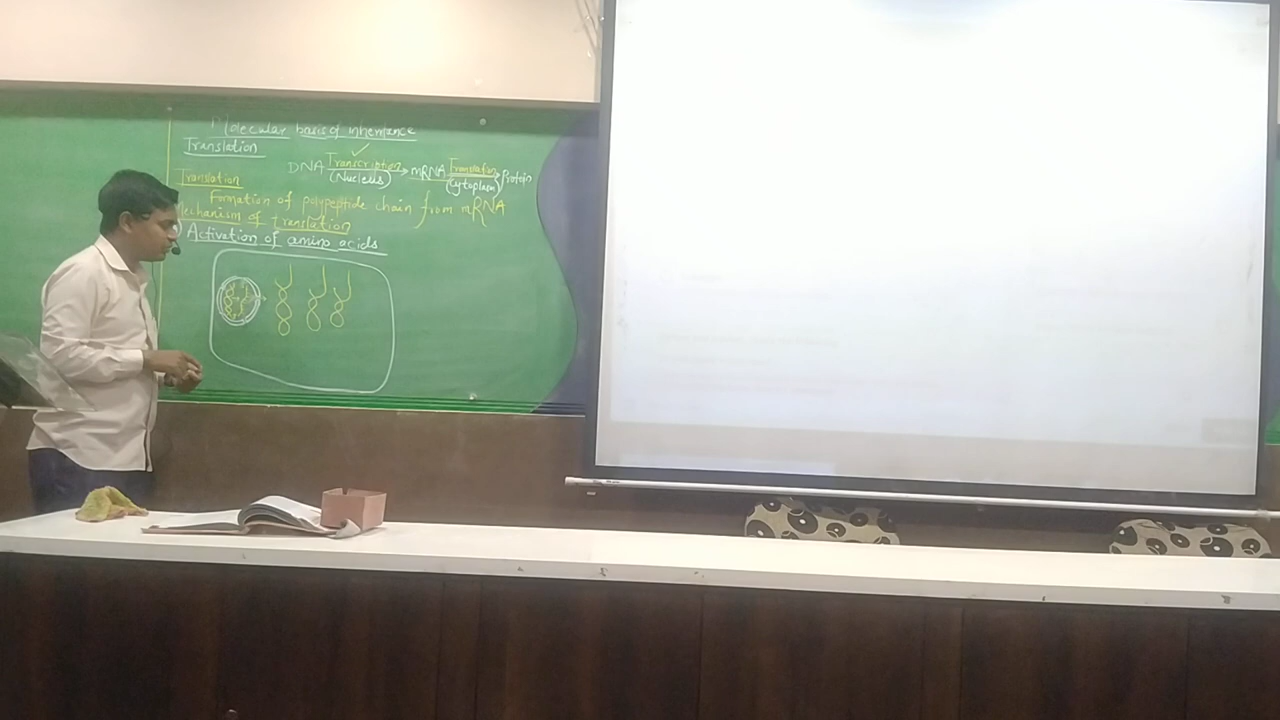 Molecular basis of inheritance
Translation
DNA Transcription (Nucleus) → mRNA Translation (Cytoplasm) → Protein
Translation
Formation of polypeptide chain from mRNA
Mechanism of translation
Activation of amino acids